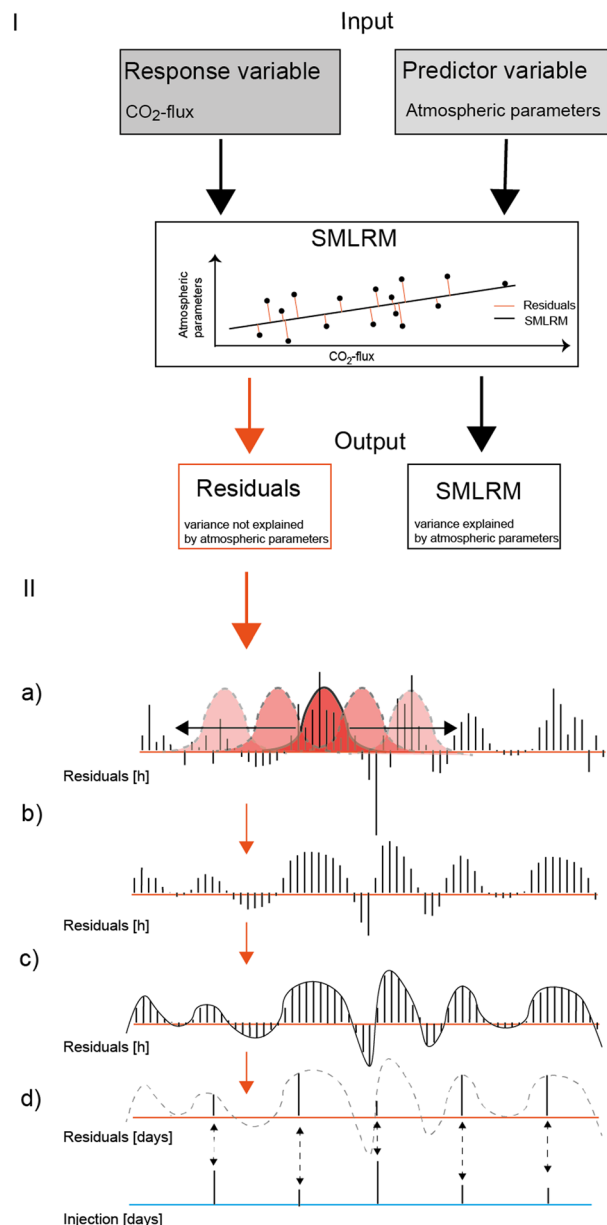 I
Input
Response variable
CO₂-flux
Predictor variable
Atmospheric parameters
SMLRM
Atmospheric
parameters
Residuals
SMLRM
CO₂-flux
Output
Residuals
variance not explained
by atmospheric parameters
SMLRM
variance explained
by atmospheric parameters
II
a)
Residuals [h]
b)
Residuals [h]
c)
Residuals [h]
d)
Residuals [days]
Injection [days]